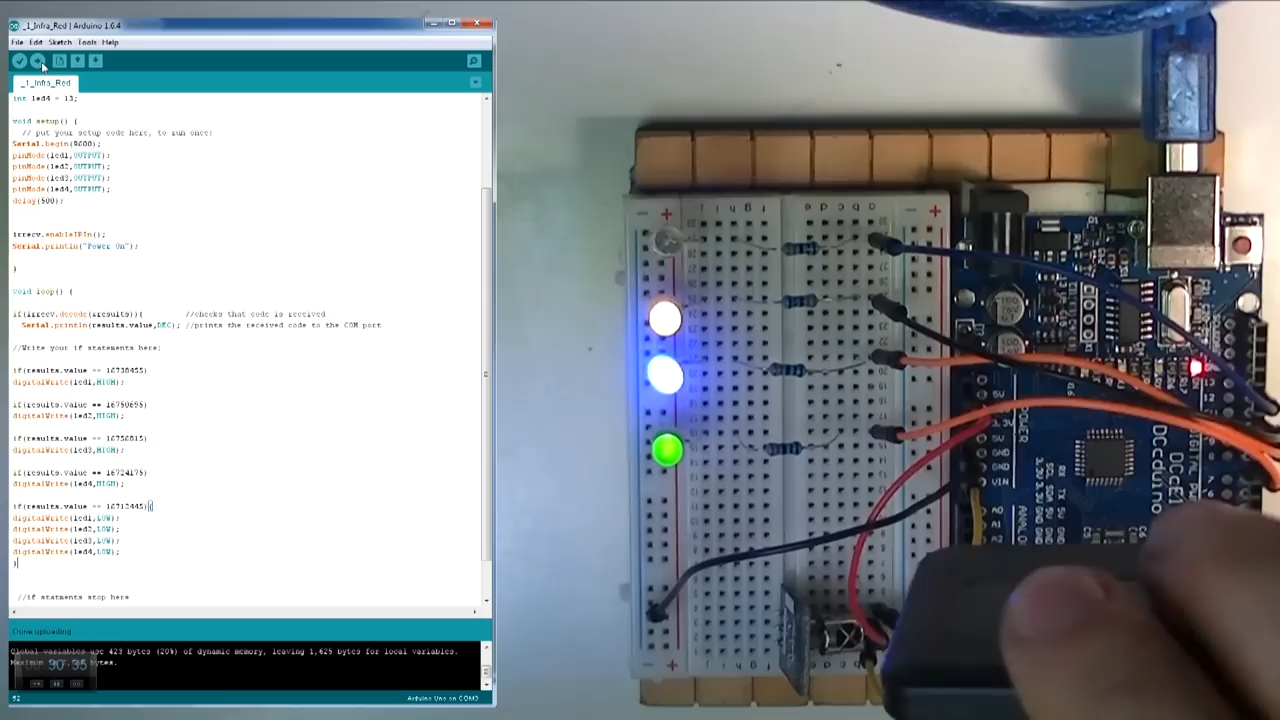 _1_Infra_Red | Arduino 1.6.4
File Edit Sketch Tools Help
_1_Infra_Red
int led4 = 13;
void setup() {
// put your setup code here, to run once:
Serial.begin(9600);
pinMode(led1,OUTPUT);
pinMode(led2,OUTPUT);
pinMode(led3,OUTPUT);
pinMode(led4,OUTPUT);
delay(500);
irrecv.enableIRIn();
Serial.println("Power On");
}
void loop() {
if(irrecv.decode(&results)){ //checks that code is received
Serial.println(results.value,DEC); //prints the received code to the COM port
//Write your if statements here:
if(results.value == 16738455)
digitalWrite(led1,HIGH);
if(results.value == 16750695)
digitalWrite(led2,HIGH);
if(results.value == 16756815)
digitalWrite(led3,HIGH);
if(results.value == 16724175)
digitalWrite(led4,HIGH);
if(results.value == 16712445){
digitalWrite(led1,LOW);
digitalWrite(led2,LOW);
digitalWrite(led3,LOW);
digitalWrite(led4,LOW);
}
//if statments stop here
Done uploading.
Global variables use 423 bytes (20%) of dynamic memory, leaving 1,625 bytes for local variables.
bytes.
52
Arduino Uno on COM3
j i h g f e d c b a
5V
3.3V
5V
GND
GND
VIN
POWER
A0
A1
DCcduino
j i h g f e d c b a